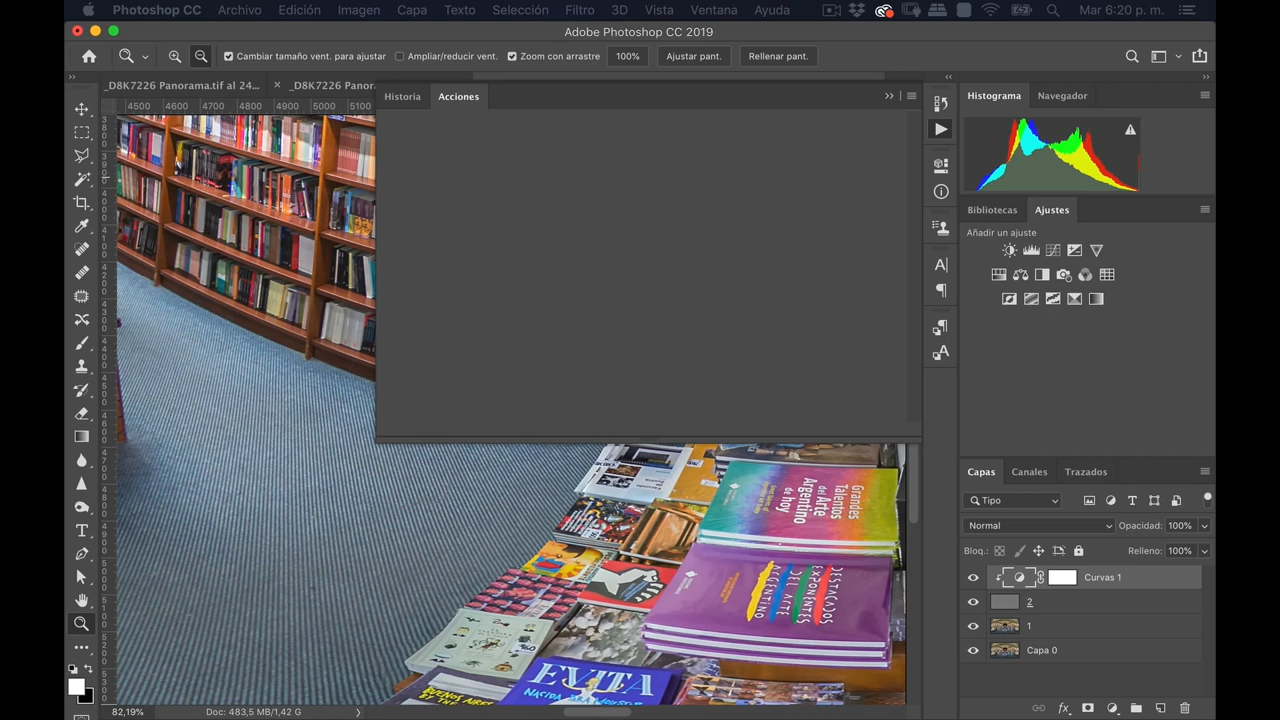 Photoshop CC Archivo Edición Imagen Capa Texto Selección Filtro 3D Vista Ventana Ayuda Mar 6:20 p. m.
Adobe Photoshop CC 2019
Cambiar tamaño vent. para ajustar Ampliar/reducir vent. Zoom con arrastre 100% Ajustar pant. Rellenar pant.
_D8K7226 Panorama.tif al 24... × _D8K7226 Panora
Historia Acciones
Histograma Navegador
4500 4600 4700 4800 4900 5000 5100
Bibliotecas Ajustes
Añadir un ajuste
Capas Canales Trazados
Tipo
Normal Opacidad: 100%
Bloq.: Relleno: 100%
Curvas 1
2
1
Capa 0
Grandes
Talentos
del Arte
Argentino
de hoy
DESTACADOS
EXPONENTES
DEL ARTE
ARGENTINO
EVITA
BUENOS AIRES
82,19% Doc: 483,5 MB/1,42 G